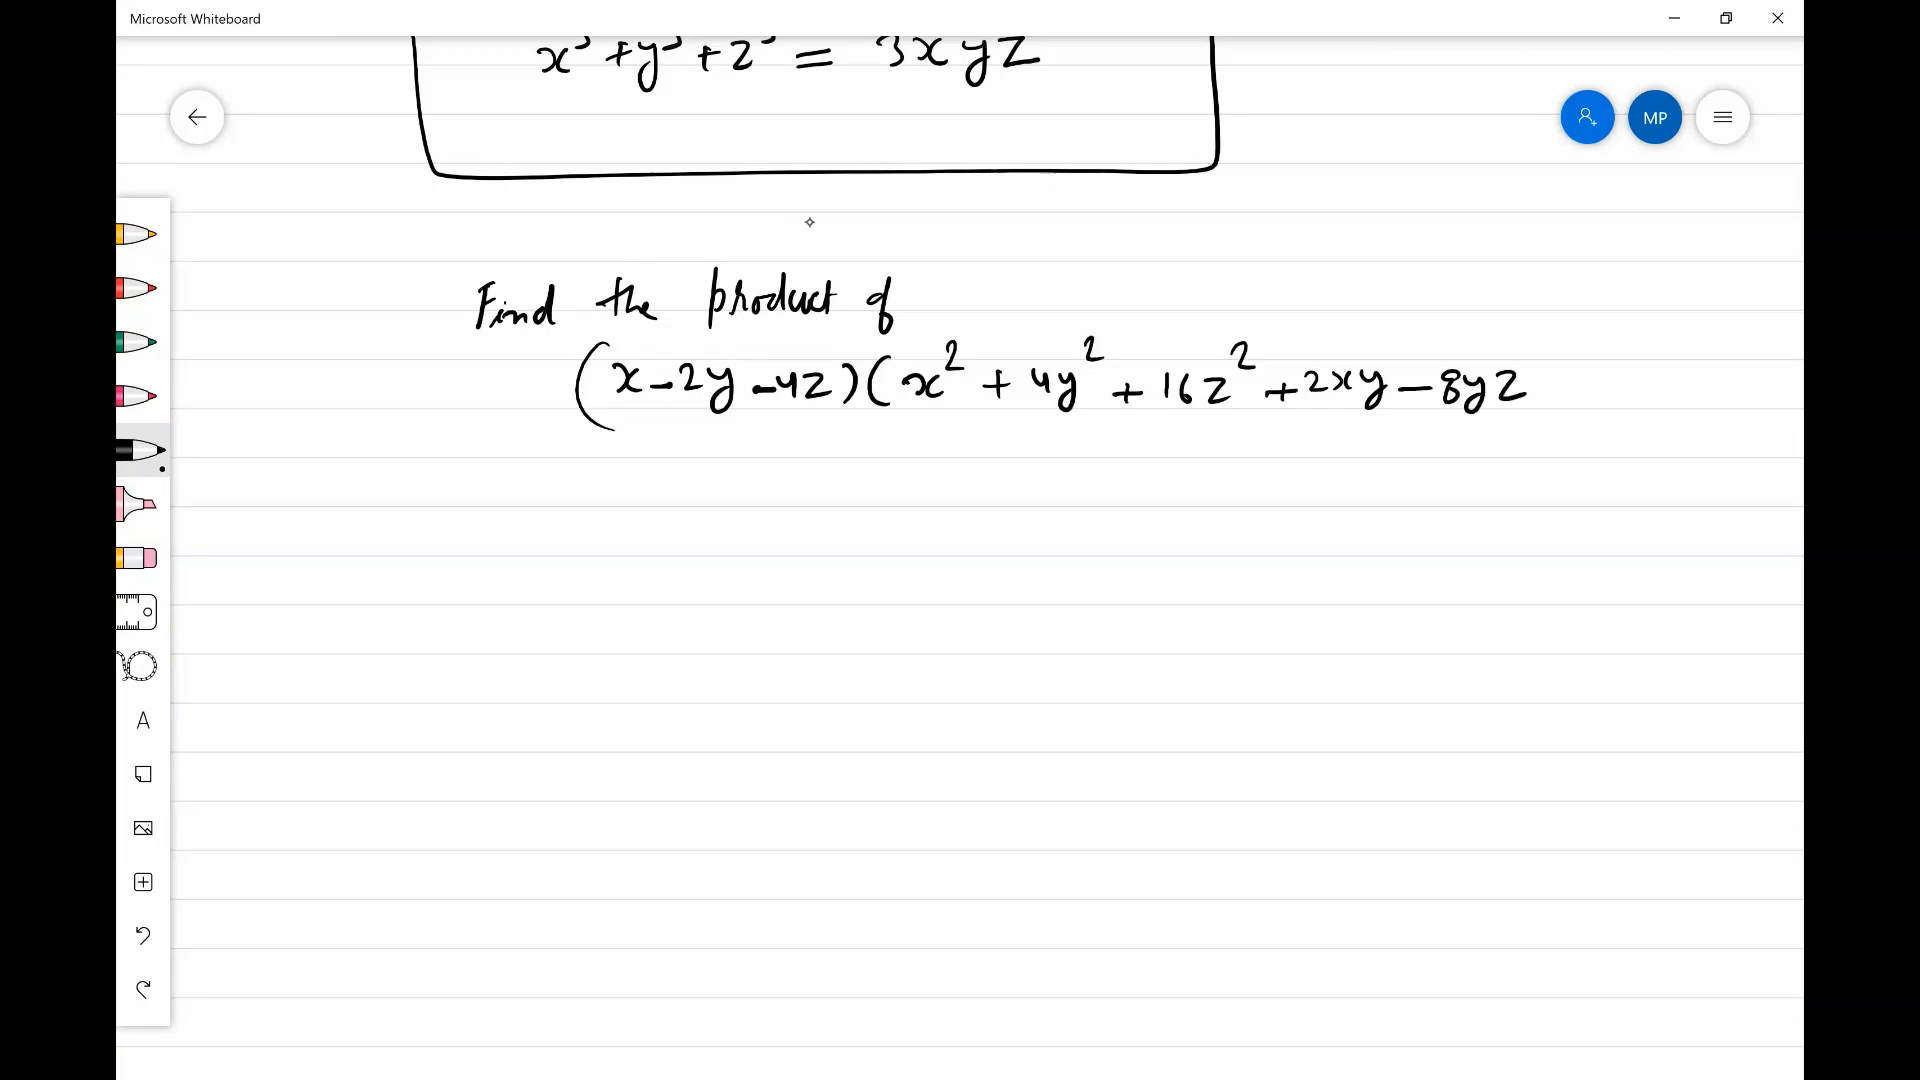 Microsoft Whiteboard
x³ + y³ + z³ = 3xyz
MP
Find the product of
(x - 2y - 4z)(x² + 4y² + 16z² + 2xy - 8yz
A